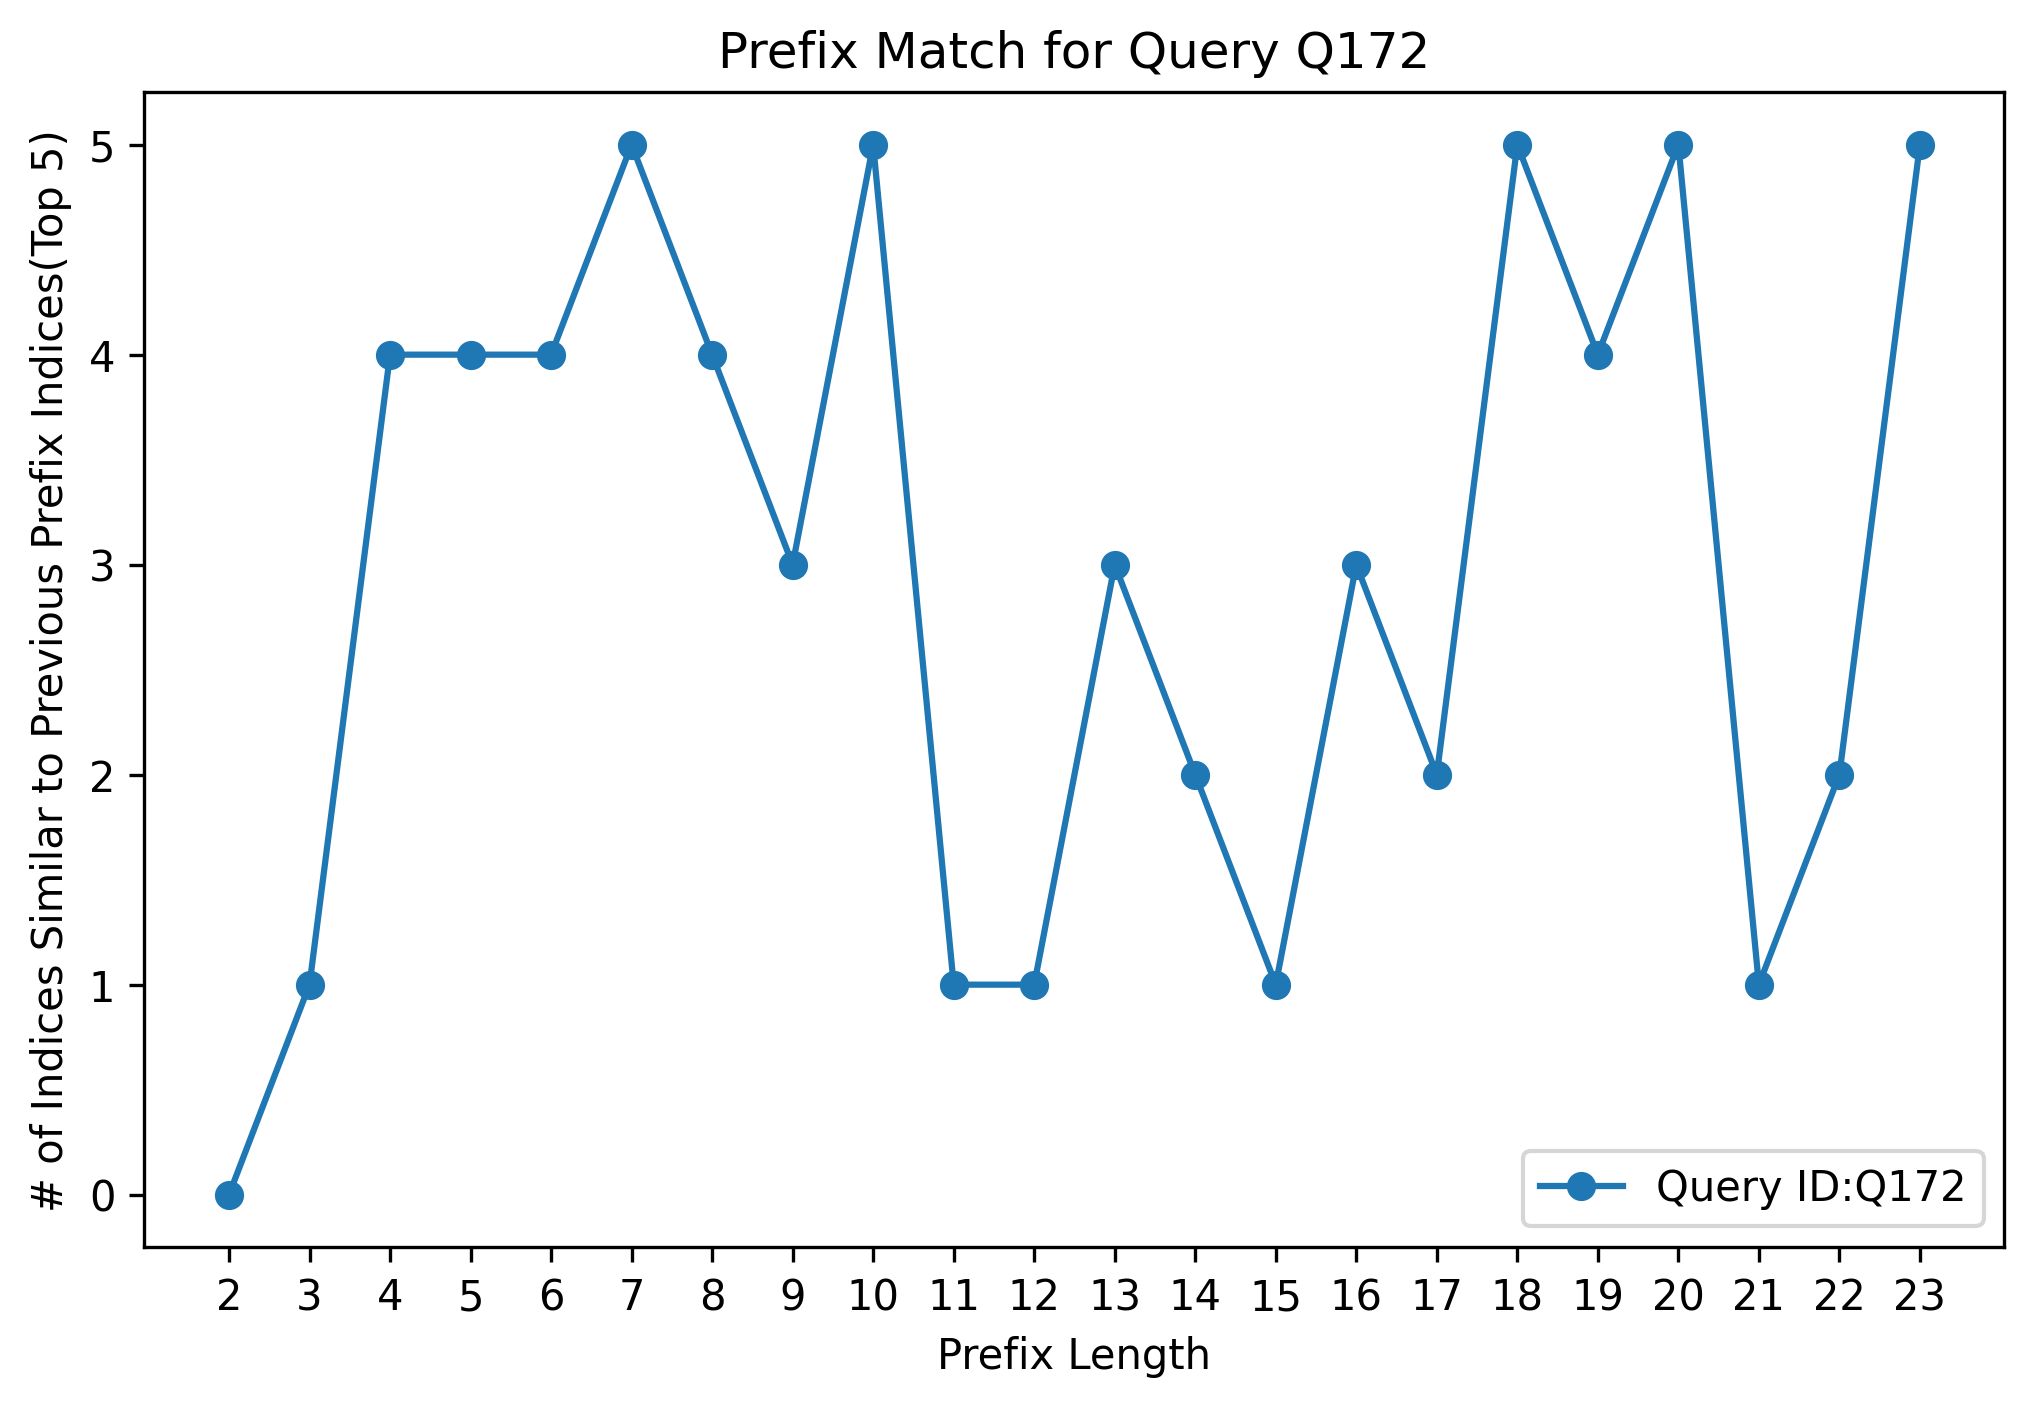 Prefix Match for Query Q172
# of Indices Similar to Previous Prefix Indices(Top 5)
5
4
3
2
1
0
Query ID:Q172
2 3 4 5 6 7 8 9 10 11 12 13 14 15 16 17 18 19 20 21 22 23
Prefix Length